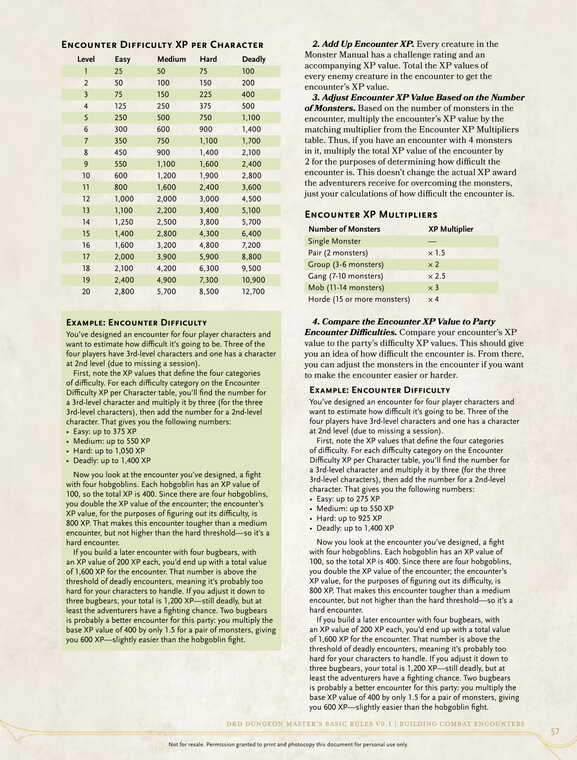 Encounter Difficulty XP per Character
Level Easy Medium Hard Deadly
1 25 50 75 100
2 50 100 150 200
3 75 150 225 400
4 125 250 375 500
5 250 500 750 1,100
6 300 600 900 1,400
7 350 750 1,100 1,700
8 450 900 1,400 2,100
9 550 1,100 1,600 2,400
10 600 1,200 1,900 2,800
11 800 1,600 2,400 3,600
12 1,000 2,000 3,000 4,500
13 1,100 2,200 3,400 5,100
14 1,250 2,500 3,800 5,700
15 1,400 2,800 4,300 6,400
16 1,600 3,200 4,800 7,200
17 2,000 3,900 5,900 8,800
18 2,100 4,200 6,300 9,500
19 2,400 4,900 7,300 10,900
20 2,800 5,700 8,500 12,700
Example: Encounter Difficulty
You've designed an encounter for four player characters and
want to estimate how difficult it's going to be. Three of the
four players have 3rd-level characters and one has a character
at 2nd level (due to missing a session).
First, note the XP values that define the four categories
of difficulty. For each difficulty category on the Encounter
Difficulty XP per Character table, you'll find the number for
a 3rd-level character and multiply it by three (for the three
3rd-level characters), then add the number for a 2nd-level
character. That gives you the following numbers:
• Easy: up to 375 XP
• Medium: up to 550 XP
• Hard: up to 1,050 XP
• Deadly: up to 1,400 XP
Now you look at the encounter you've designed, a fight
with four hobgoblins. Each hobgoblin has an XP value of
100, so the total XP is 400. Since there are four hobgoblins,
you double the XP value of the encounter; the encounter's
XP value, for the purposes of figuring out its difficulty, is
800 XP. That makes this encounter tougher than a medium
encounter, but not higher than the hard threshold—so it's a
hard encounter.
If you build a later encounter with four bugbears, with
an XP value of 200 XP each, you'd end up with a total value
of 1,600 XP for the encounter. That number is above the
threshold of deadly encounters, meaning it's probably too
hard for your characters to handle. If you adjust it down to
three bugbears, your total is 1,200 XP—still deadly, but at
least the adventurers have a fighting chance. Two bugbears
is probably a better encounter for this party: you multiply the
base XP value of 400 by only 1.5 for a pair of monsters, giving
you 600 XP—slightly easier than the hobgoblin fight.
2. Add Up Encounter XP. Every creature in the
Monster Manual has a challenge rating and an
accompanying XP value. Total the XP values of
every enemy creature in the encounter to get the
encounter's XP value.
3. Adjust Encounter XP Value Based on the Number
of Monsters. Based on the number of monsters in the
encounter, multiply the encounter's XP value by the
matching multiplier from the Encounter XP Multipliers
table. Thus, if you have an encounter with 4 monsters
in it, multiply the total XP value of the encounter by
2 for the purposes of determining how difficult the
encounter is. This doesn't change the actual XP award
the adventurers receive for overcoming the monsters,
just your calculations of how difficult the encounter is.
Encounter XP Multipliers
Number of Monsters XP Multiplier
Single Monster —
Pair (2 monsters) × 1.5
Group (3-6 monsters) × 2
Gang (7-10 monsters) × 2.5
Mob (11-14 monsters) × 3
Horde (15 or more monsters) × 4
4. Compare the Encounter XP Value to Party
Encounter Difficulties. Compare your encounter's XP
value to the party's difficulty XP values. This should give
you an idea of how difficult the encounter is. From there,
you can adjust the monsters in the encounter if you want
to make the encounter easier or harder.
Example: Encounter Difficulty
You've designed an encounter for four player characters and
want to estimate how difficult it's going to be. Three of the
four players have 3rd-level characters and one has a character
at 2nd level (due to missing a session).
First, note the XP values that define the four categories
of difficulty. For each difficulty category on the Encounter
Difficulty XP per Character table, you'll find the number for
a 3rd-level character and multiply it by three (for the three
3rd-level characters), then add the number for a 2nd-level
character. That gives you the following numbers:
• Easy: up to 275 XP
• Medium: up to 550 XP
• Hard: up to 925 XP
• Deadly: up to 1,400 XP
Now you look at the encounter you've designed, a fight
with four hobgoblins. Each hobgoblin has an XP value of
100, so the total XP is 400. Since there are four hobgoblins,
you double the XP value of the encounter; the encounter's
XP value, for the purposes of figuring out its difficulty, is
800 XP. That makes this encounter tougher than a medium
encounter, but not higher than the hard threshold—so it's a
hard encounter.
If you build a later encounter with four bugbears, with
an XP value of 200 XP each, you'd end up with a total value
of 1,600 XP for the encounter. That number is above the
threshold of deadly encounters, meaning it's probably too
hard for your characters to handle. If you adjust it down to
three bugbears, your total is 1,200 XP—still deadly, but at
least the adventurers have a fighting chance. Two bugbears
is probably a better encounter for this party: you multiply the
base XP value of 400 by only 1.5 for a pair of monsters, giving
you 600 XP—slightly easier than the hobgoblin fight.
D&D Dungeon Master's Basic Rules v0.1 | Building Combat Encounters
57
Not for resale. Permission granted to print and photocopy this document for personal use only.